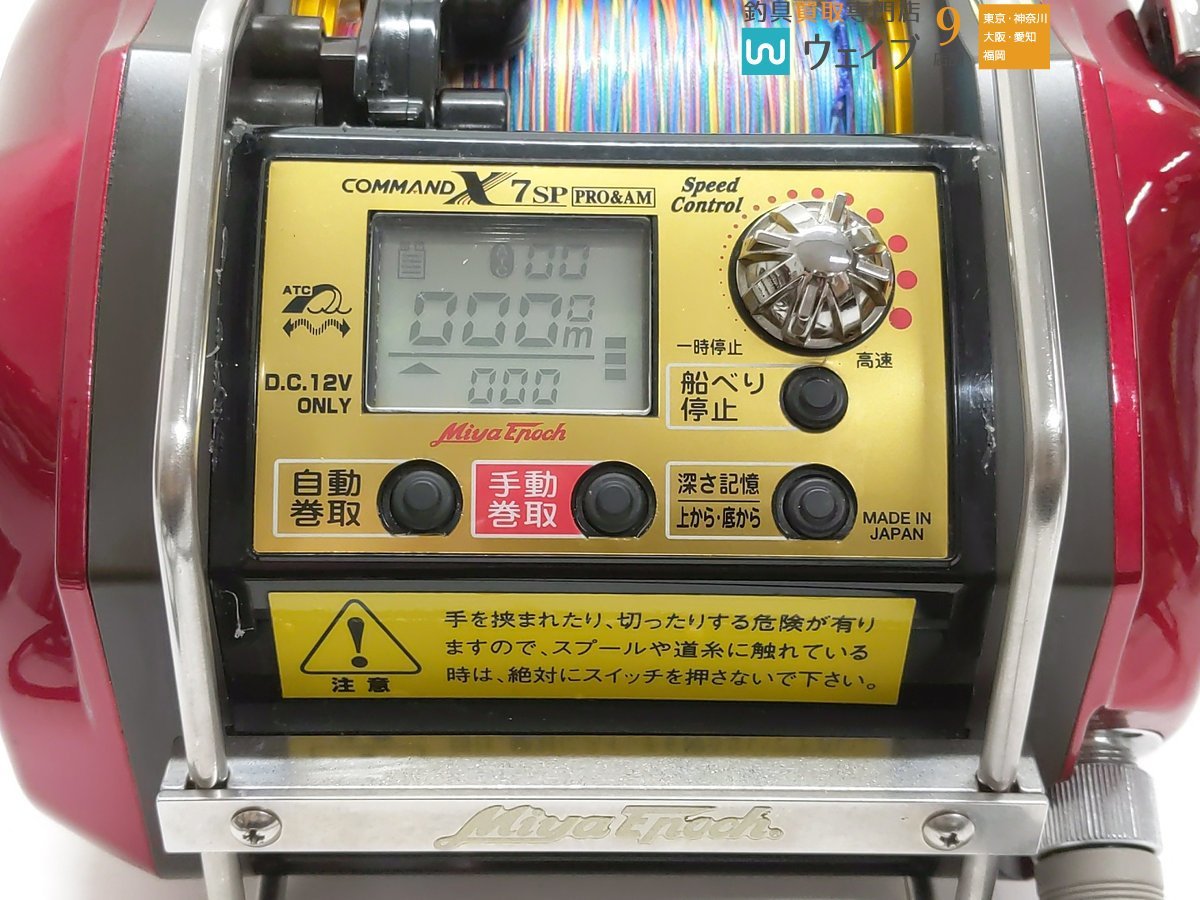 釣具買取専門店
ウェイブ
9
東京・神奈川
大阪・愛知
福岡
COMMAND X 7SP PRO&AM
Speed
Control
ATC
00
000.0m
000
D.C.12V
ONLY
一時停止
高速
船べり
停止
Miya Epoch
自動
巻取
手動
巻取
深さ記憶
上から・底から
MADE IN
JAPAN
注意
手を挟まれたり、切ったりする危険が有り
ますので、スプールや道糸に触れている
時は、絶対にスイッチを押さないで下さい。
Miya Epoch®